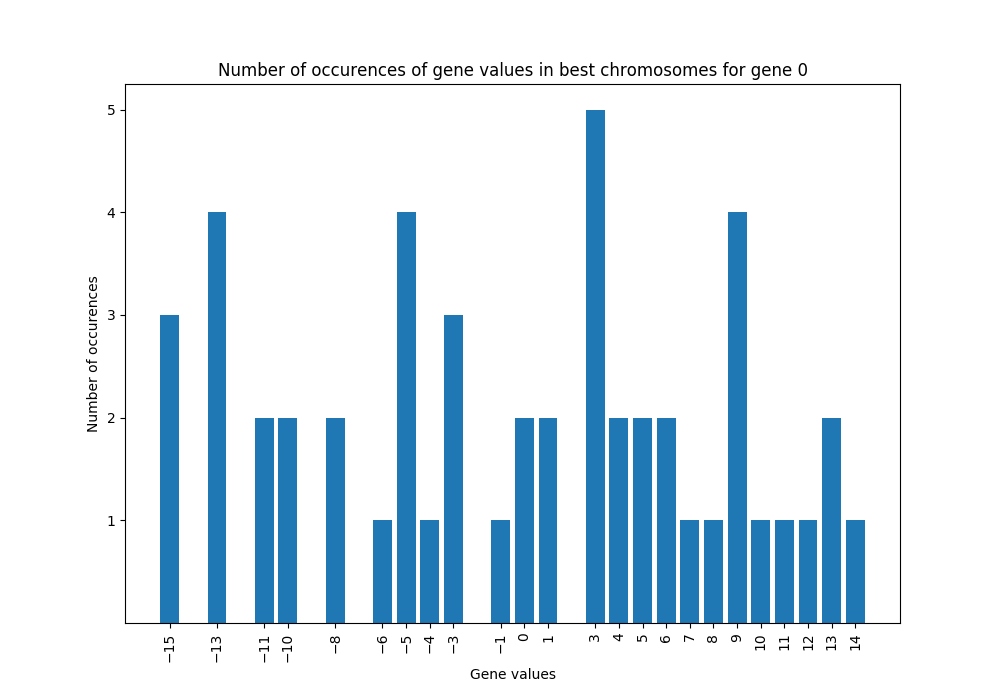 Number of occurences of gene values in best chromosomes for gene 0
Number of occurences
5
4
3
2
1
−15 −13 −11 −10 −8 −6 −5 −4 −3 −1 0 1 3 4 5 6 7 8 9 10 11 12 13 14
Gene values